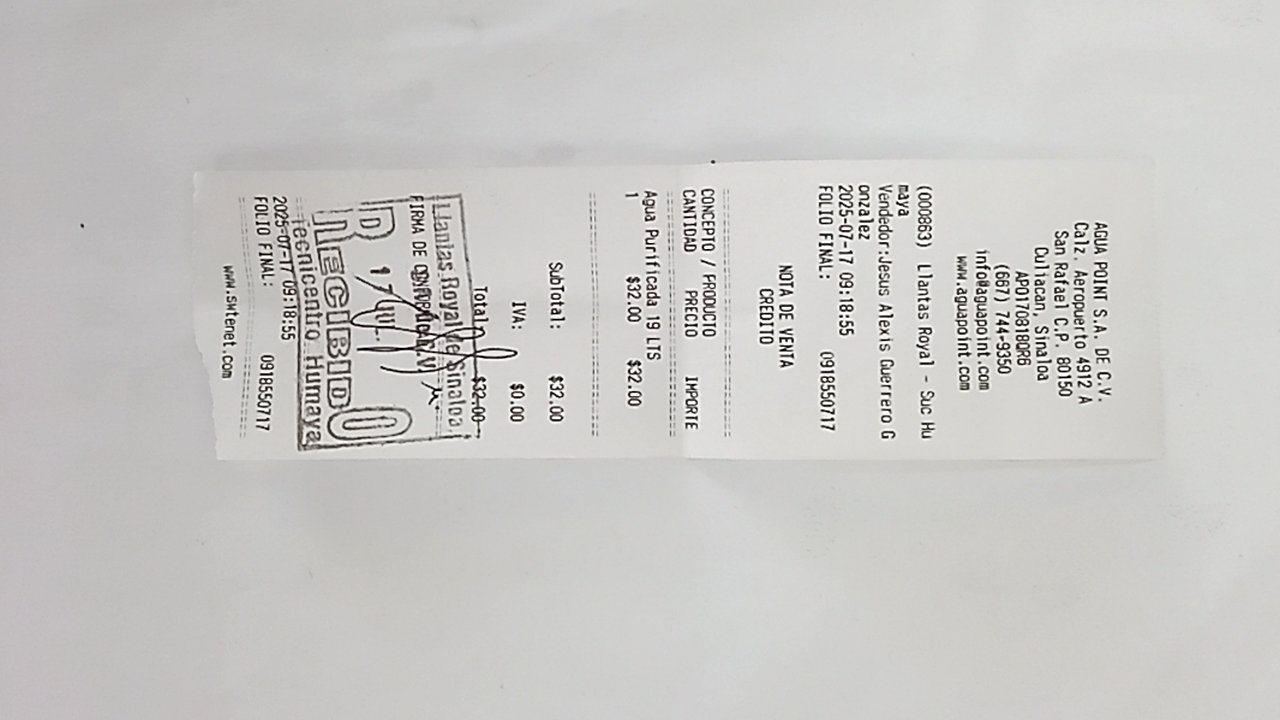 AGUA POINT S.A. DE C.V.
Calz. Aeropuerto 4912 A
San Rafael C.P. 80150
Culiacan, Sinaloa
APO170818QR6
(667) 744-9350
info@aguapoint.com
www.aguapoint.com
(000863) Llantas Royal - Suc Hu
maya
Vendedor:Jesus Alexis Guerrero G
onzalez
2025-07-17 09:18:55
FOLIO FINAL: 0918550717
NOTA DE VENTA
CREDITO
CONCEPTO / PRODUCTO
CANTIDAD PRECIO IMPORTE
Agua Purificada 19 LTS
1 $32.00 $32.00
SubTotal: $32.00
IVA: $0.00
Total: $32.00
Llantas Royal de Sinaloa
FIRMA DE C.V.
17 JUL.
RECIBIDO
Tecnicentro Humaya
2025-07-17 09:18:55
FOLIO FINAL: 0918550717
www.swtenet.com